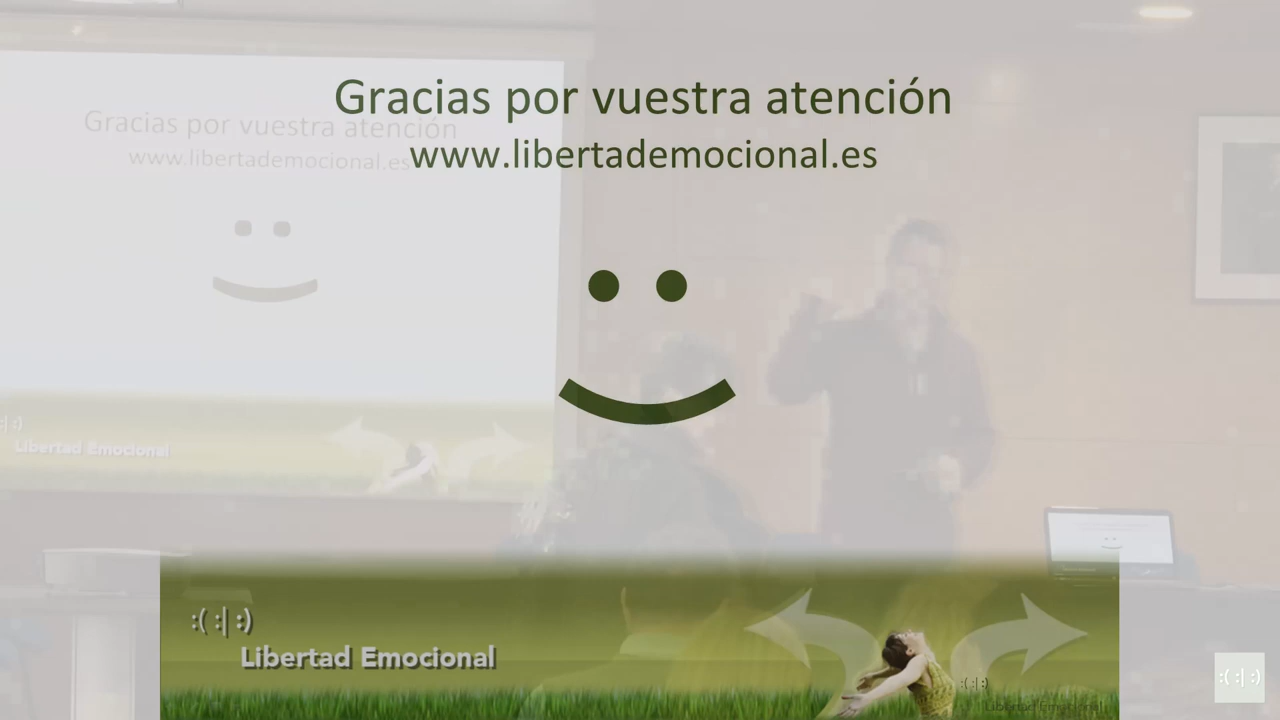 Gracias por vuestra atención
www.libertademocional.es
Gracias por vuestra atención
www.libertademocional.es
:( :| :)
Libertad Emocional
:( :| :)
Libertad Emocional
:( :| :)
Libertad Emocional
:( :| :)